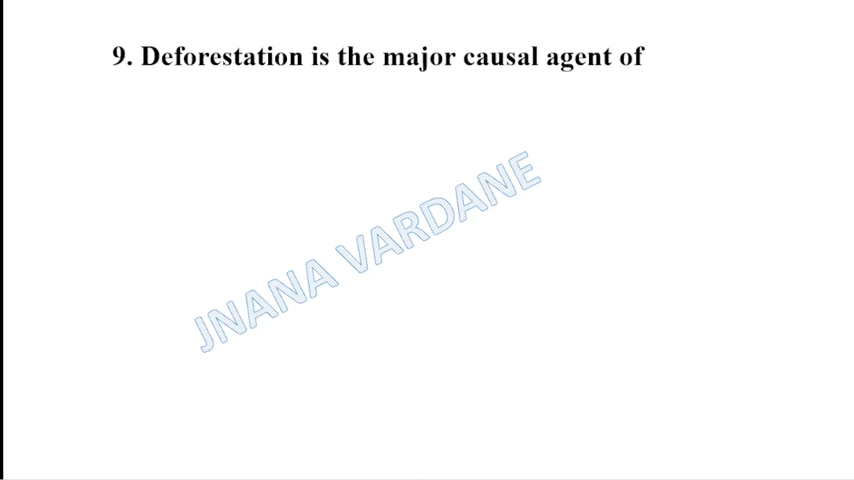 9. Deforestation is the major causal agent of
JNANA VARDANE